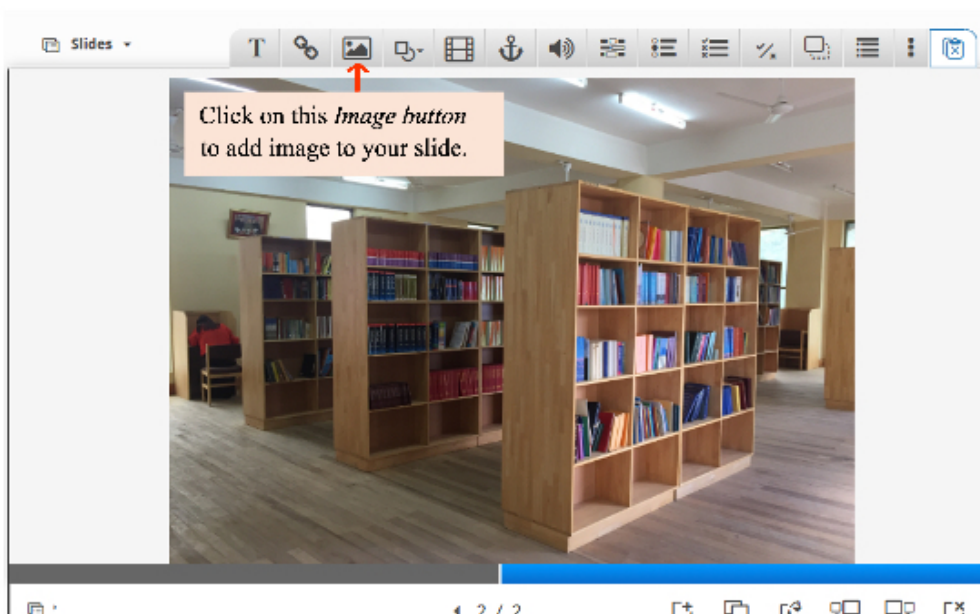 Slides
T
Click on this Image button
to add image to your slide.
2 / 2